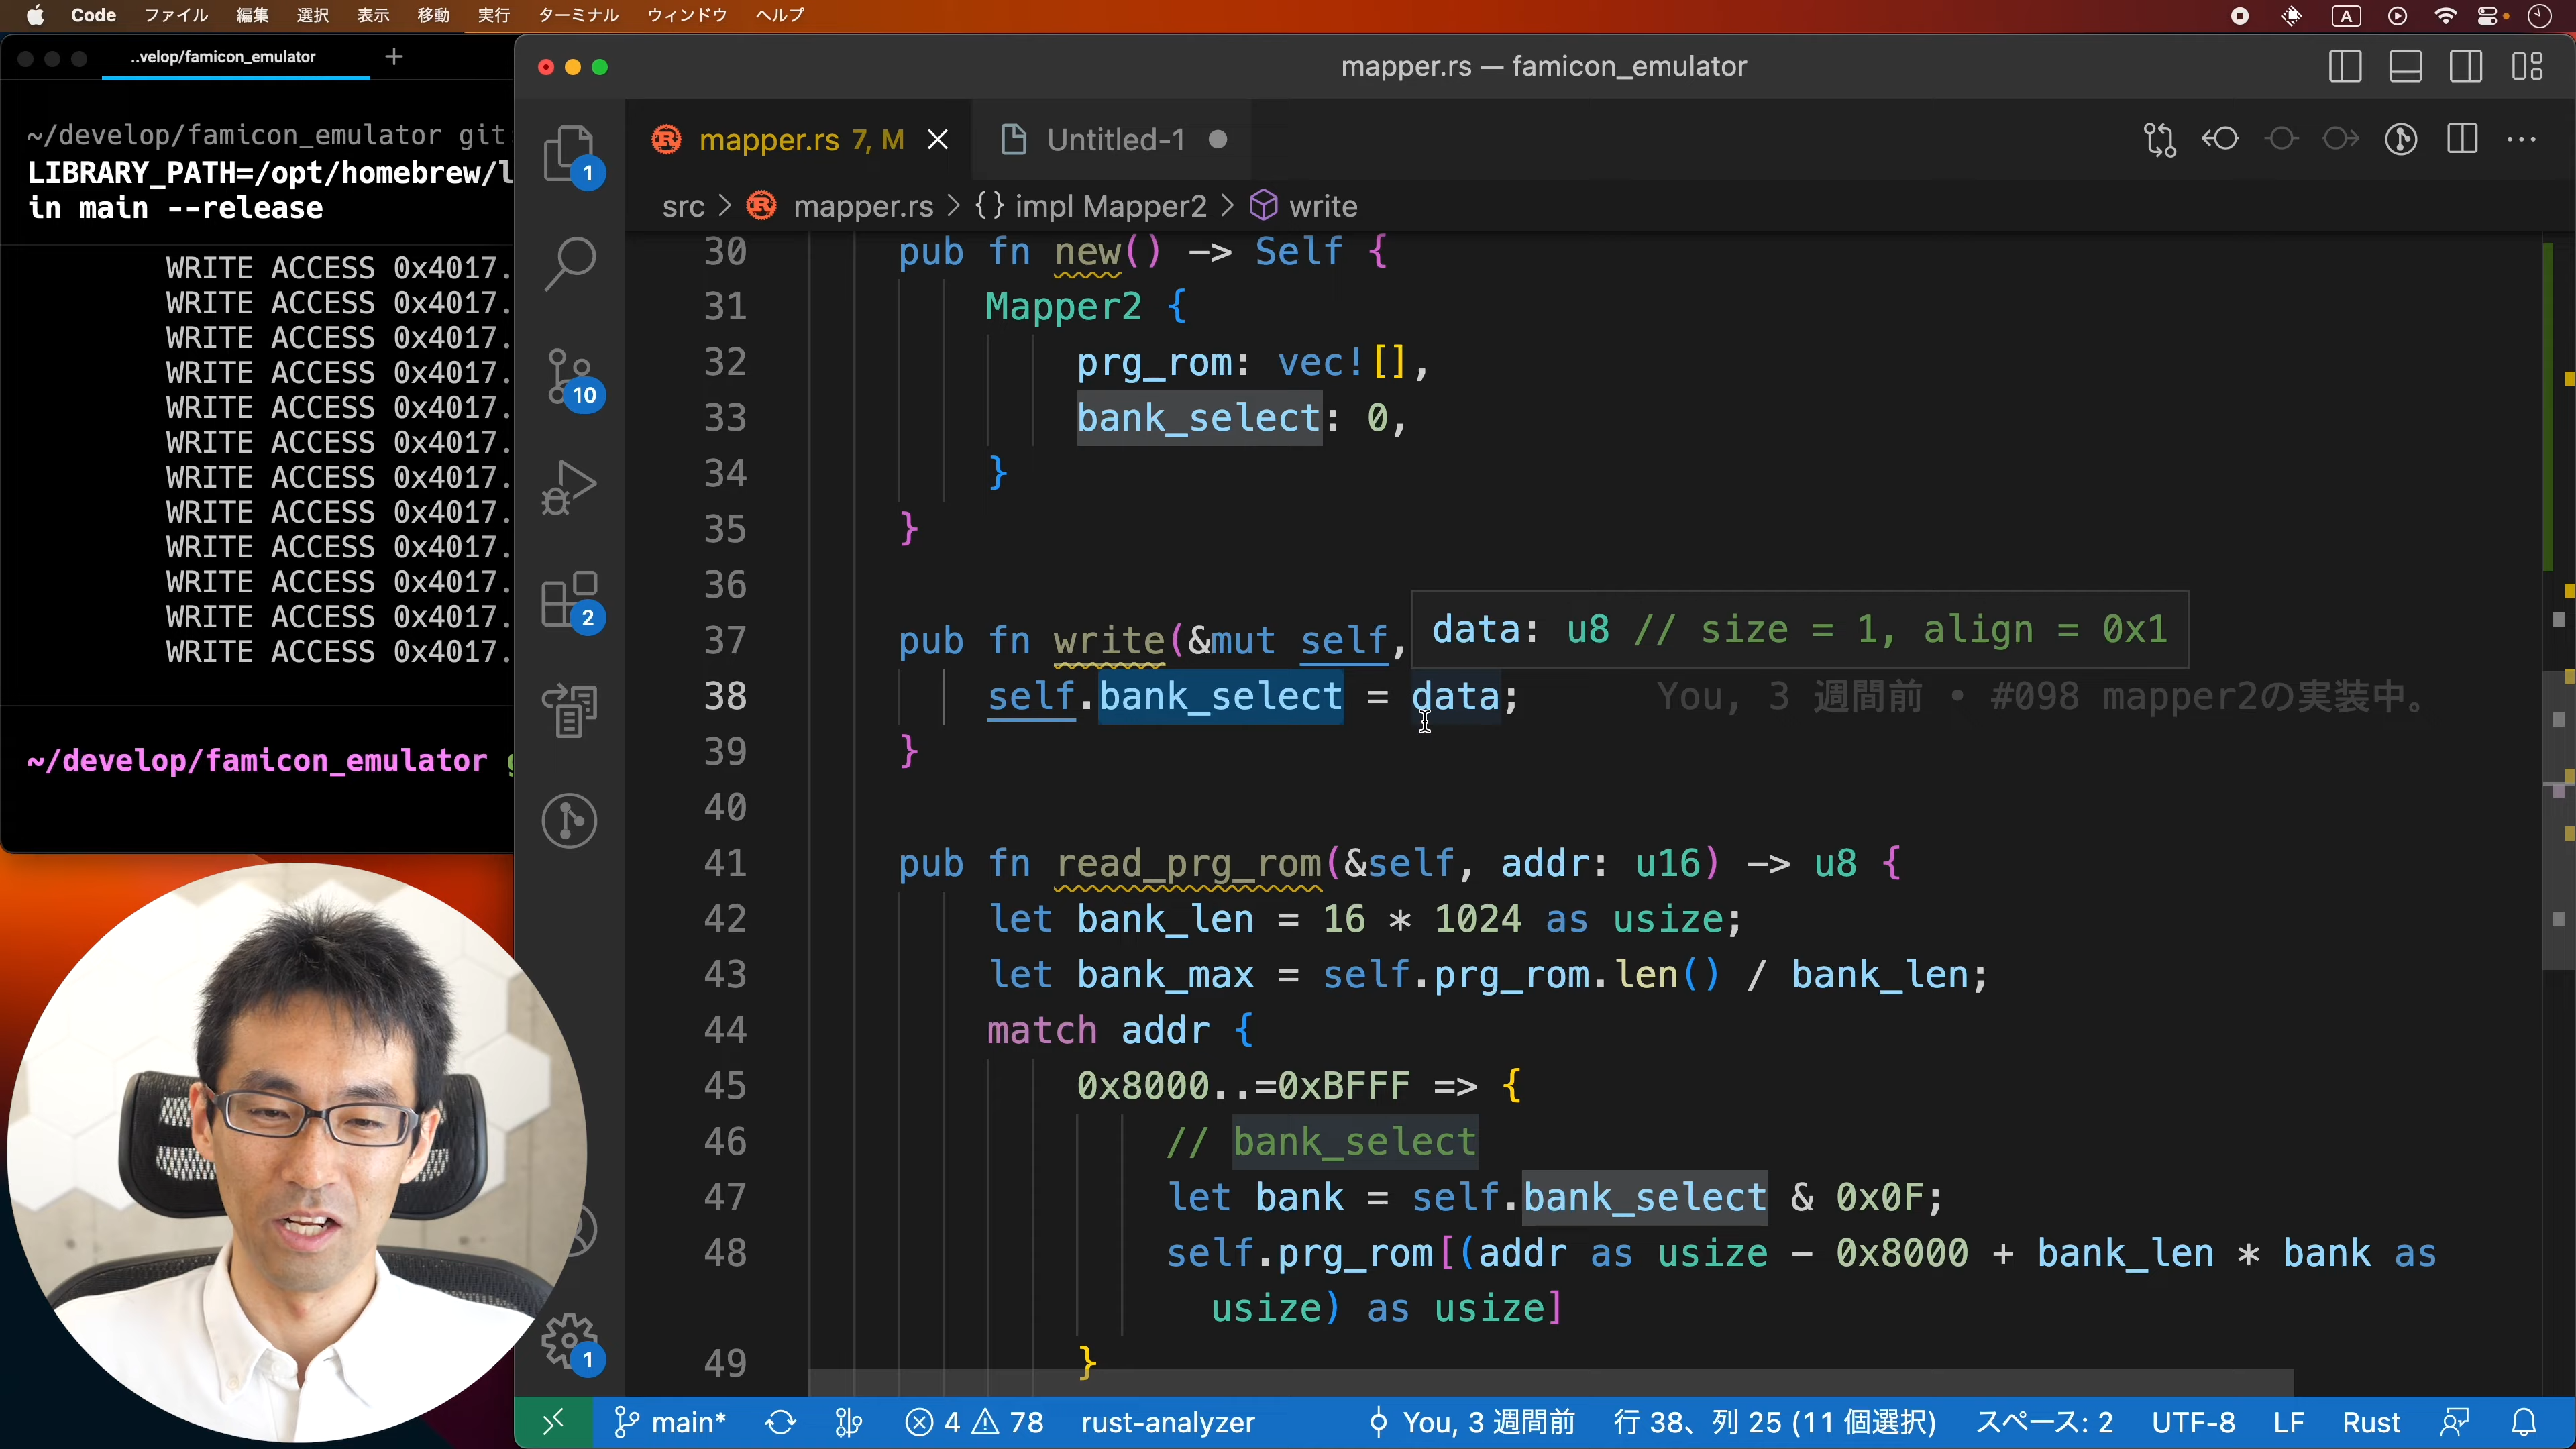 Code ファイル 編集 選択 表示 移動 実行 ターミナル ウィンドウ ヘルプ A
..velop/famicon_emulator +
~/develop/famicon_emulator git:
LIBRARY_PATH=/opt/homebrew/l
in main --release
WRITE ACCESS 0x4017.
WRITE ACCESS 0x4017.
WRITE ACCESS 0x4017.
WRITE ACCESS 0x4017.
WRITE ACCESS 0x4017.
WRITE ACCESS 0x4017.
WRITE ACCESS 0x4017.
WRITE ACCESS 0x4017.
WRITE ACCESS 0x4017.
WRITE ACCESS 0x4017.
WRITE ACCESS 0x4017.
WRITE ACCESS 0x4017.
~/develop/famicon_emulator g
mapper.rs — famicon_emulator
1
10
2
1
mapper.rs 7, M
Untitled-1
src > mapper.rs > {} impl Mapper2 > write
30 pub fn new() -> Self {
31 Mapper2 {
32 prg_rom: vec![],
33 bank_select: 0,
34 }
35 }
36
data: u8 // size = 1, align = 0x1
37 pub fn write(&mut self,
38 self.bank_select = data; You, 3 週間前 • #098 mapper2の実装中。
39 }
40
41 pub fn read_prg_rom(&self, addr: u16) -> u8 {
42 let bank_len = 16 * 1024 as usize;
43 let bank_max = self.prg_rom.len() / bank_len;
44 match addr {
45 0x8000..=0xBFFF => {
46 // bank_select
47 let bank = self.bank_select & 0x0F;
48 self.prg_rom[(addr as usize - 0x8000 + bank_len * bank as
usize) as usize]
49 }
main* 4 78 rust-analyzer You, 3 週間前 行 38、列 25 (11 個選択) スペース: 2 UTF-8 LF Rust